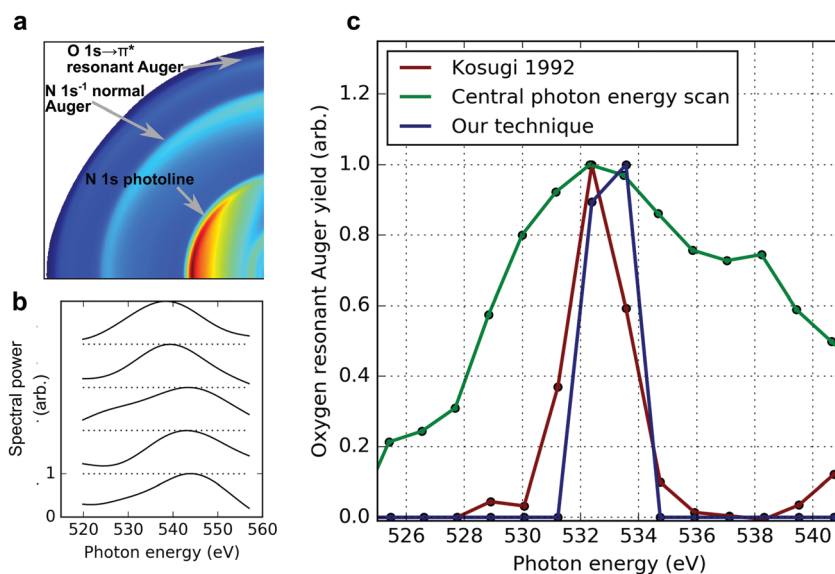 a
O 1s→π*
resonant Auger
N 1s⁻¹ normal
Auger
N 1s photoline
b
Spectral power
(arb.)
1
0
520 530 540 550 560
Photon energy (eV)
c
Kosugi 1992
Central photon energy scan
Our technique
Oxygen resonant Auger yield (arb.)
1.2
1.0
0.8
0.6
0.4
0.2
0.0
526 528 530 532 534 536 538 540
Photon energy (eV)